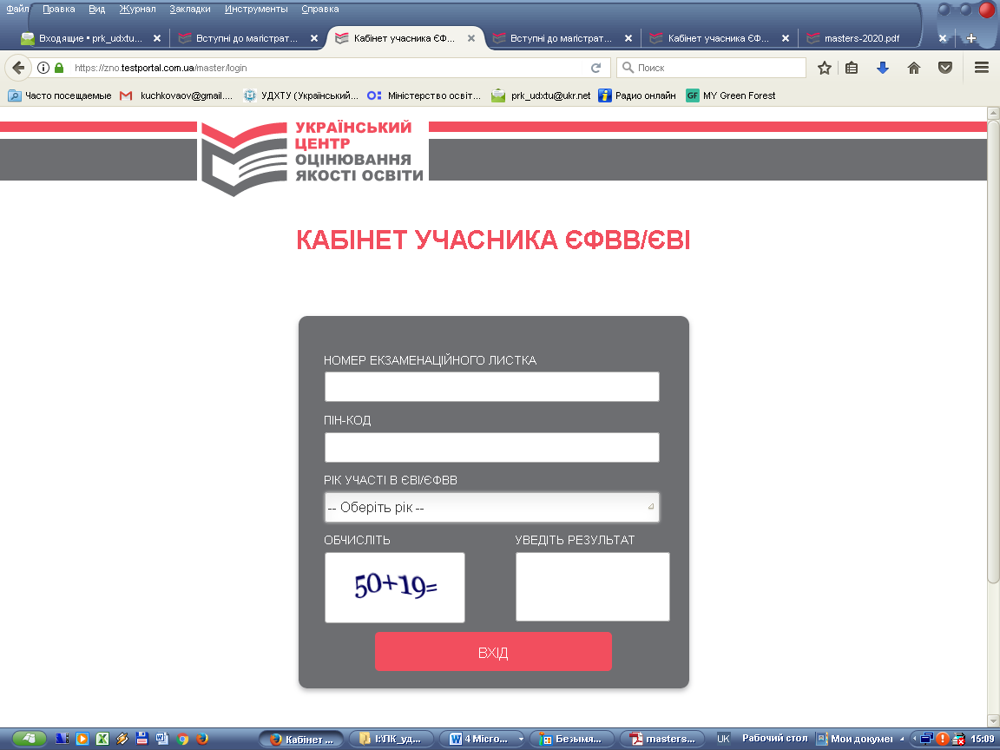 Файл Правка Вид Журнал Закладки Инструменты Справка
Входящие • prk_udxtu... Вступні до магістрат... Кабінет учасника ЄФ... Вступні до магістрат... Кабінет учасника ЄФ... masters-2020.pdf
https://zno.testportal.com.ua/master/login Поиск
Часто посещаемые kuchkovaov@gmail.... УДХТУ (Український... Міністерство освіт... prk_udxtu@ukr.net Радио онлайн GF MY Green Forest
УКРАЇНСЬКИЙ
ЦЕНТР
ОЦІНЮВАННЯ
ЯКОСТІ ОСВІТИ
КАБІНЕТ УЧАСНИКА ЄФВВ/ЄВІ
НОМЕР ЕКЗАМЕНАЦІЙНОГО ЛИСТКА
ПІН-КОД
РІК УЧАСТІ В ЄВІ/ЄФВВ
-- Оберіть рік --
ОБЧИСЛІТЬ УВЕДІТЬ РЕЗУЛЬТАТ
50+19=
ВХІД
Кабінет ... I:\ПК_уд... 4 Micro... Безымя... masters... UK Рабочий стол Мои докумен 15:09